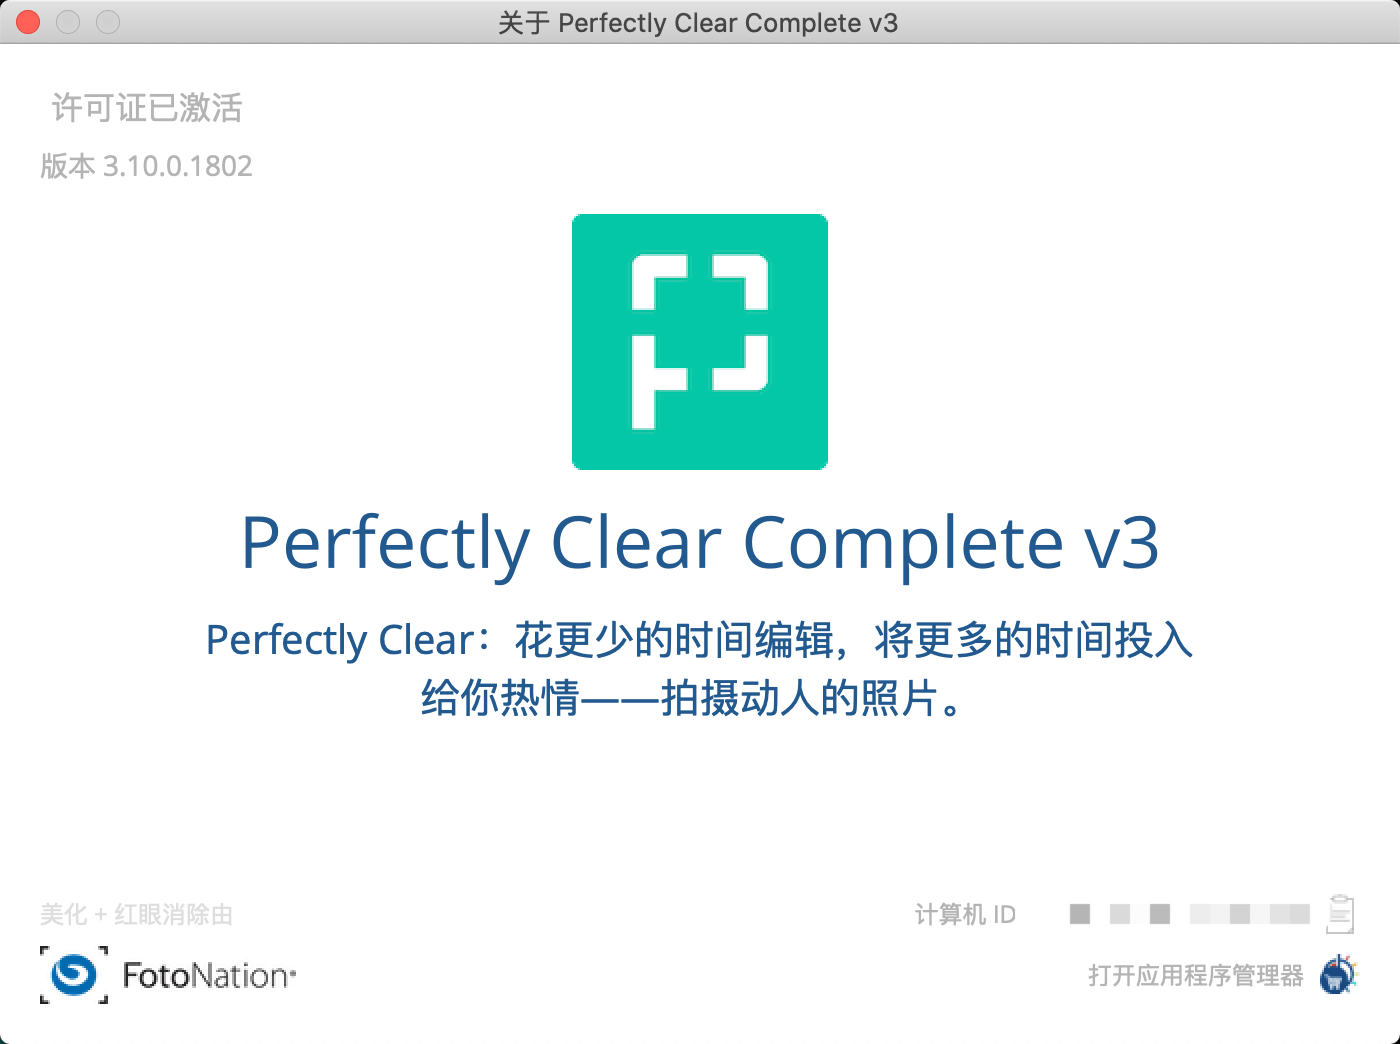 关于 Perfectly Clear Complete v3
许可证已激活
版本 3.10.0.1802
Perfectly Clear Complete v3
Perfectly Clear：花更少的时间编辑，将更多的时间投入
给你热情——拍摄动人的照片。
美化 + 红眼消除由
FotoNation
计算机 ID
打开应用程序管理器